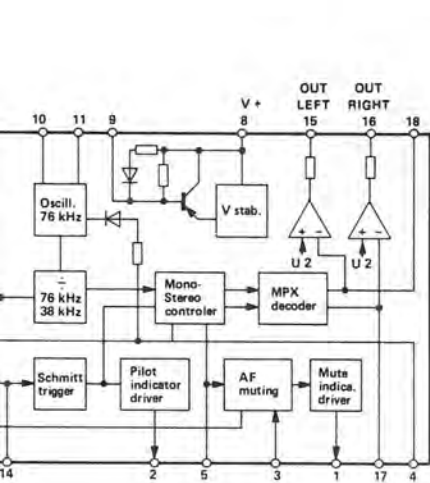 OUT OUT
V + LEFT RIGHT
10 11 9 8 15 16 18
Oscill.
76 kHz
V stab.
+ - + -
U 2 U 2
÷
76 kHz
38 kHz
Mono-
Stereo
controler
MPX
decoder
Schmitt
trigger
Pilot
indicator
driver
AF
muting
Mute
indica.
driver
14 2 5 3 1 17 4